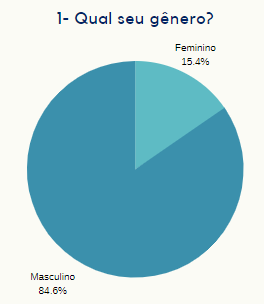 1- Qual seu gênero?
Feminino
15.4%
Masculino
84.6%